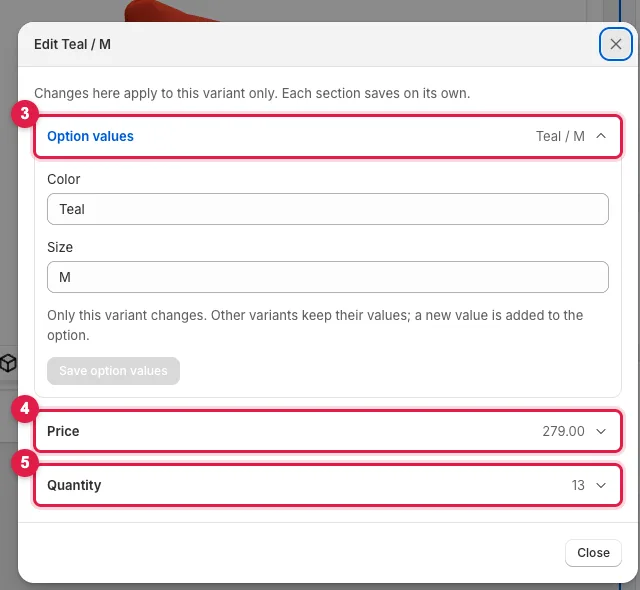 Edit Teal / M
Changes here apply to this variant only. Each section saves on its own.
3
Option values Teal / M
Color
Teal
Size
M
Only this variant changes. Other variants keep their values; a new value is added to the
option.
Save option values
4
Price 279.00
5
Quantity 13
Close